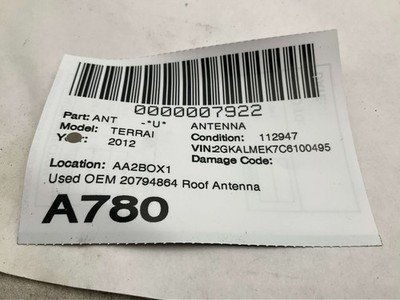 0000007922
Part: ANT -*U* ANTENNA
Model: TERRAI Condition: 112947
2012 VIN:2GKALMEK7C6100495
Damage Code:
Location: AA2BOX1
Used OEM 20794864 Roof Antenna
A780